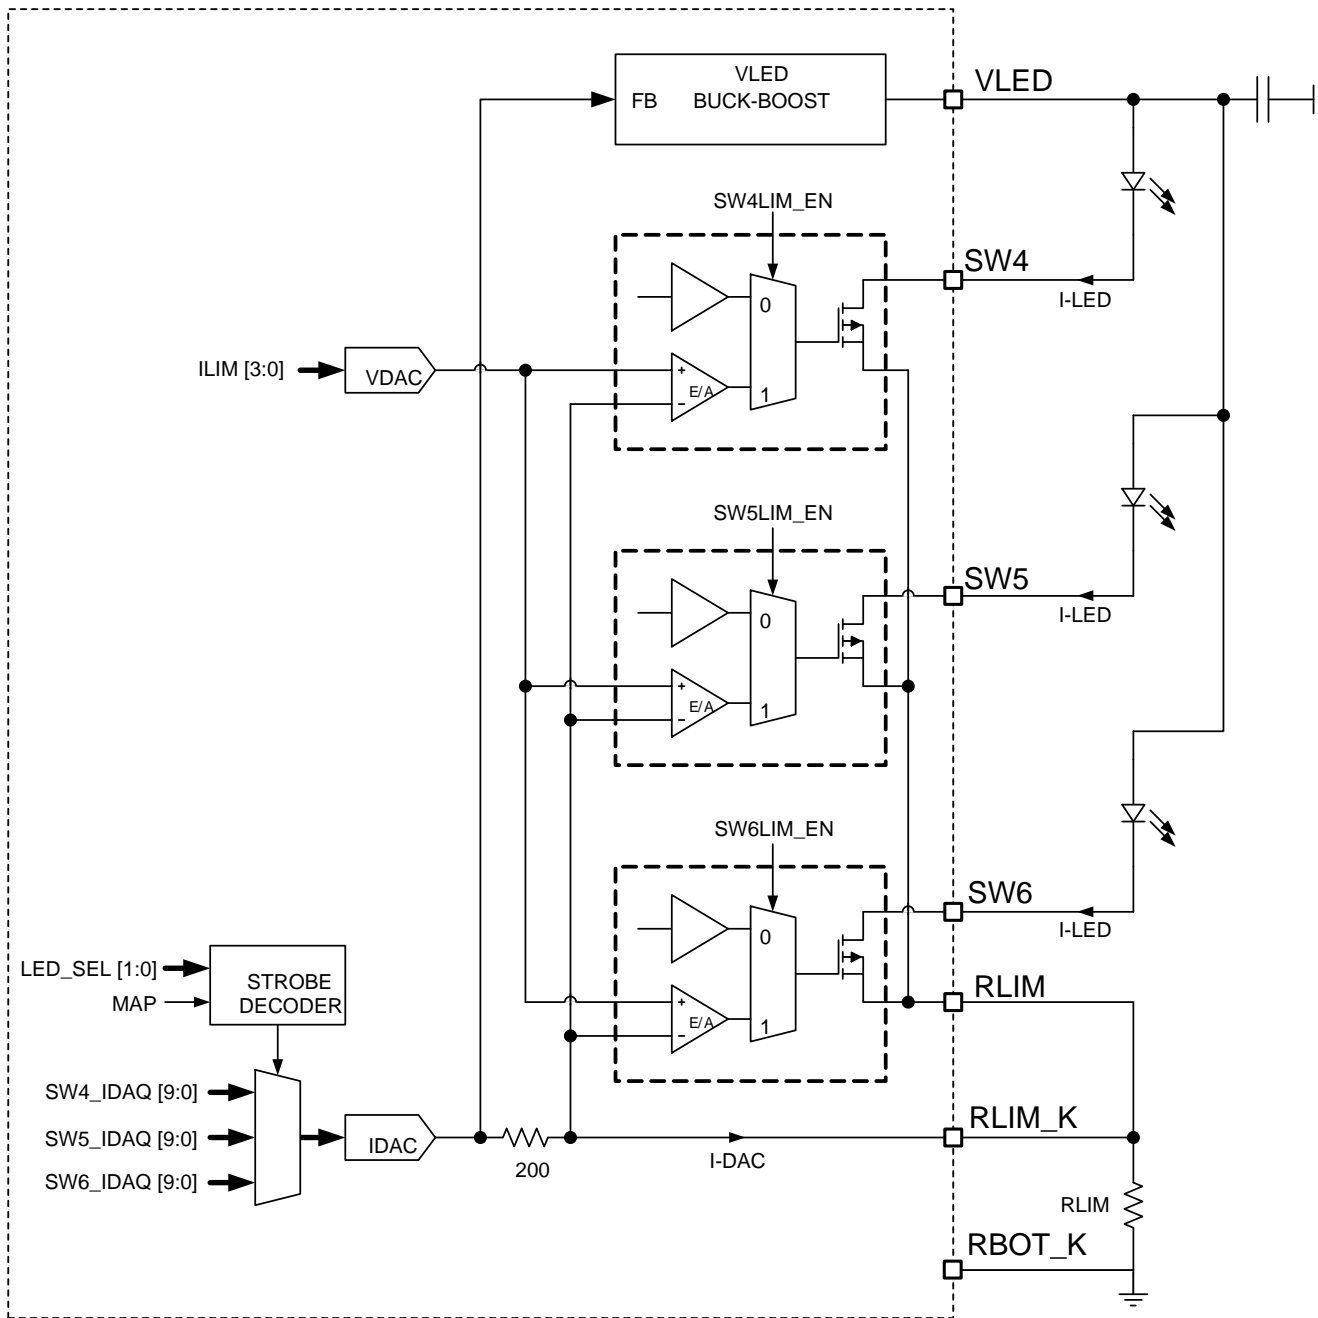 VLED
BUCK-BOOST
FB
VLED
SW4LIM_EN
0
E/A
+
-
1
SW4
I-LED
ILIM [3:0]
VDAC
SW5LIM_EN
0
E/A
+
-
1
SW5
I-LED
SW6LIM_EN
0
E/A
+
-
1
SW6
I-LED
RLIM
LED_SEL [1:0]
MAP
STROBE
DECODER
SW4_IDAQ [9:0]
SW5_IDAQ [9:0]
SW6_IDAQ [9:0]
IDAC
200
I-DAC
RLIM_K
RLIM
RBOT_K